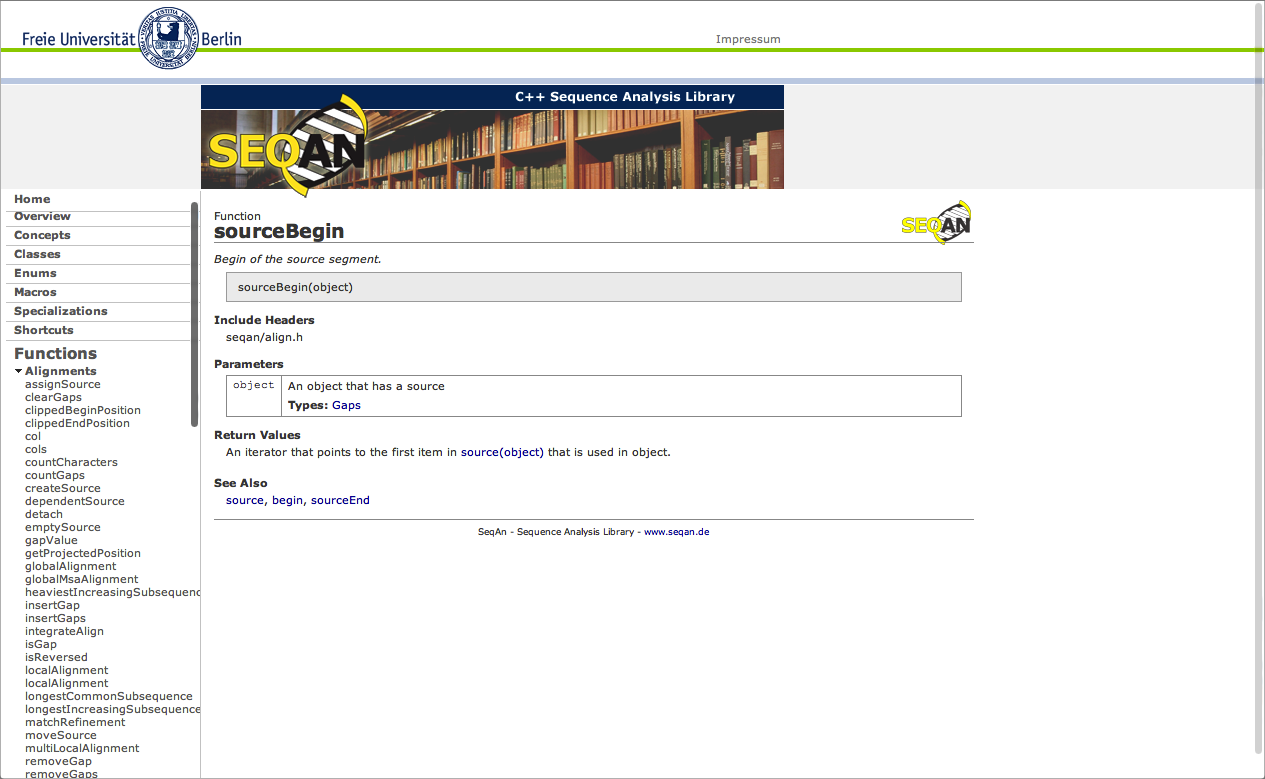 Freie Universität Berlin
Impressum
C++ Sequence Analysis Library
SEQAN
Home
Overview
Concepts
Classes
Enums
Macros
Specializations
Shortcuts
Functions
Alignments
assignSource
clearGaps
clippedBeginPosition
clippedEndPosition
col
cols
countCharacters
countGaps
createSource
dependentSource
detach
emptySource
gapValue
getProjectedPosition
globalAlignment
globalMsaAlignment
heaviestIncreasingSubsequenc
insertGap
insertGaps
integrateAlign
isGap
isReversed
localAlignment
localAlignment
longestCommonSubsequence
longestIncreasingSubsequence
matchRefinement
moveSource
multiLocalAlignment
removeGap
removeGaps
Function
sourceBegin
SEQAN
Begin of the source segment.
sourceBegin(object)
Include Headers
seqan/align.h
Parameters
object An object that has a source
Types: Gaps
Return Values
An iterator that points to the first item in source(object) that is used in object.
See Also
source, begin, sourceEnd
SeqAn - Sequence Analysis Library - www.seqan.de